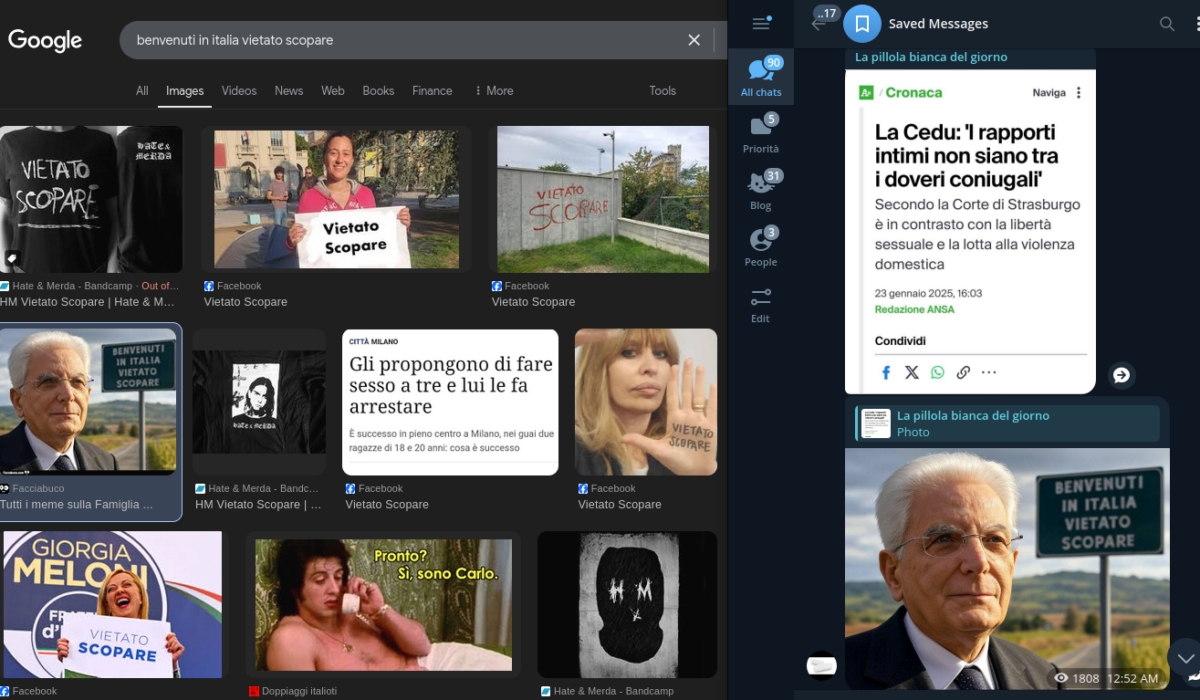 Google
benvenuti in italia vietato scopare
All
Images
Videos
News
Web
Books
Finance
More
Tools
VIETATO
SCOPARE
HATE &
MERDA
Hate & Merda - Bandcamp · Out of...
HM Vietato Scopare | Hate & M...
Vietato
Scopare
Facebook
Vietato Scopare
VIETATO
SCOPARE
Facebook
Vietato Scopare
BENVENUTI
IN ITALIA
VIETATO
SCOPARE
Facciabuco
Tutti i meme sulla Famiglia ...
HATE & MERDA
Hate & Merda - Bandc...
HM Vietato Scopare | ...
CITTÀ MILANO
Gli propongono di fare
sesso a tre e lui le fa
arrestare
È successo in pieno centro a Milano, nei guai due
ragazze di 18 e 20 anni: cosa è successo
Facebook
Vietato Scopare
VIETATO
SCOPARE
Facebook
Vietato Scopare
GIORGIA
MELONI
FRA
d'I
VIETATO
SCOPARE
Facebook
Pronto?
Sì, sono Carlo.
Doppiaggi italioti
H M
Hate & Merda - Bandcamp
90
All chats
5
Priorità
31
Blog
3
People
Edit
..17
Saved Messages
La pillola bianca del giorno
/ Cronaca
Naviga
La Cedu: 'I rapporti
intimi non siano tra
i doveri coniugali'
Secondo la Corte di Strasburgo
è in contrasto con la libertà
sessuale e la lotta alla violenza
domestica
23 gennaio 2025, 16:03
Redazione ANSA
Condividi
La pillola bianca del giorno
Photo
BENVENUTI
IN ITALIA
VIETATO
SCOPARE
1808 12:52 AM